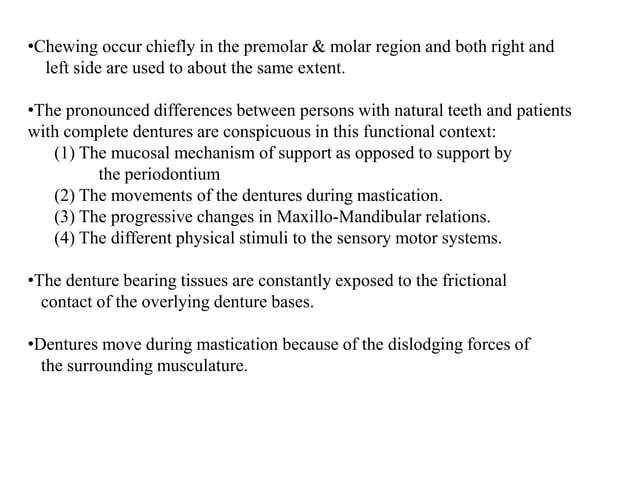 •Chewing occur chiefly in the premolar & molar region and both right and
left side are used to about the same extent.
•The pronounced differences between persons with natural teeth and patients
with complete dentures are conspicuous in this functional context:
(1) The mucosal mechanism of support as opposed to support by
the periodontium
(2) The movements of the dentures during mastication.
(3) The progressive changes in Maxillo-Mandibular relations.
(4) The different physical stimuli to the sensory motor systems.
•The denture bearing tissues are constantly exposed to the frictional
contact of the overlying denture bases.
•Dentures move during mastication because of the dislodging forces of
the surrounding musculature.